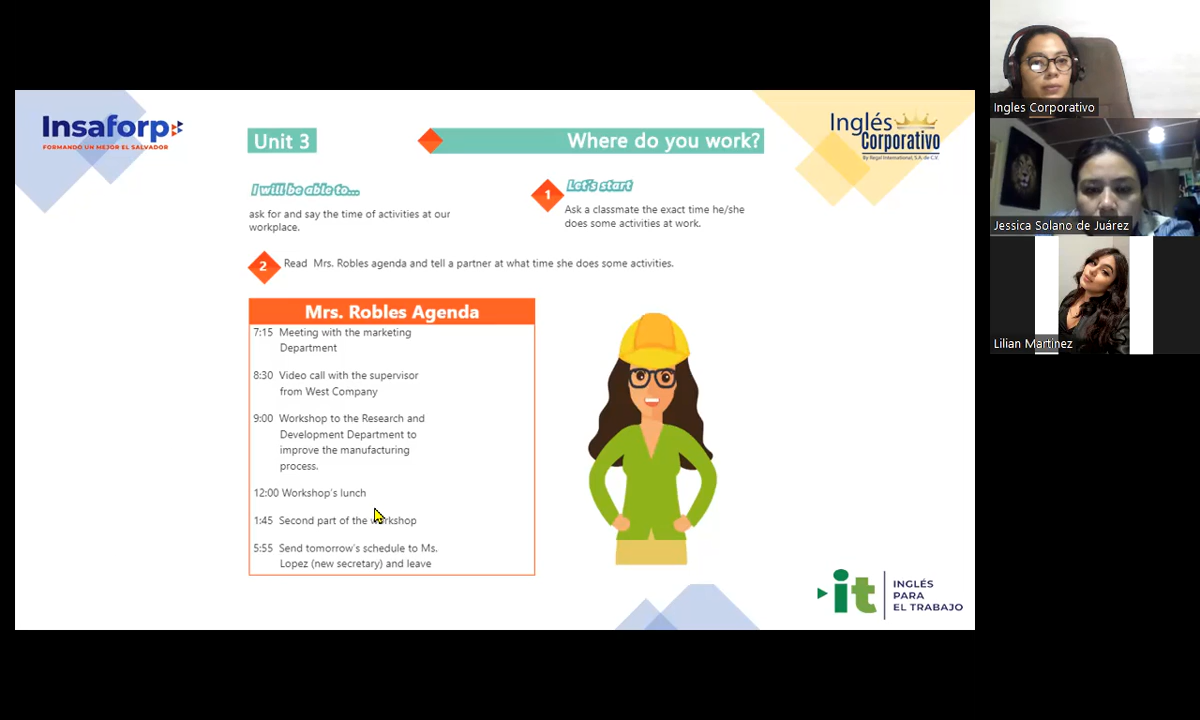 Insaforp
FORMANDO UN MEJOR EL SALVADOR
Unit 3
Where do you work?
Inglés
Corporativo
By Regal International, S.A. de C.V.
I will be able to...
ask for and say the time of activities at our
workplace.
1
Let's start
Ask a classmate the exact time he/she
does some activities at work.
2
Read Mrs. Robles agenda and tell a partner at what time she does some activities.
Mrs. Robles Agenda
7:15 Meeting with the marketing
Department
8:30 Video call with the supervisor
from West Company
9:00 Workshop to the Research and
Development Department to
improve the manufacturing
process.
12:00 Workshop's lunch
1:45 Second part of the workshop
5:55 Send tomorrow's schedule to Ms.
Lopez (new secretary) and leave
it
INGLÉS
PARA
EL TRABAJO
Ingles Corporativo
Jessica Solano de Juárez
Lilian Martinez